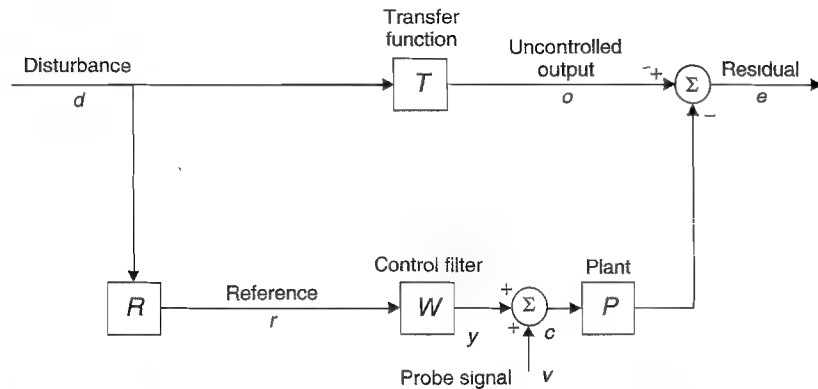 Transfer
function
Disturbance
d
T
Uncontrolled
output
o
- +
Σ
-
Residual
e
R
Reference
r
Control filter
W
y
+
+
Σ
c
Plant
P
Probe signal
v